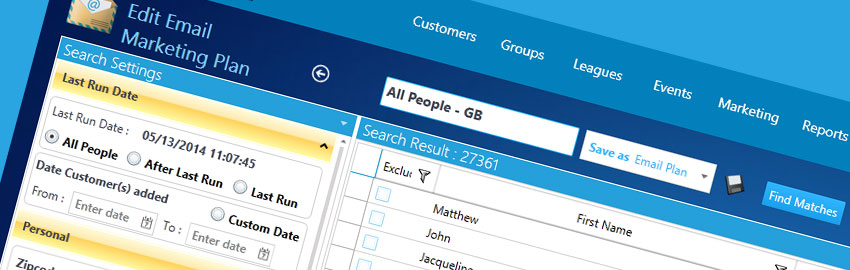 Edit Email
Marketing Plan
Customers
Groups
Leagues
Events
Marketing
Reports
Search Settings
Last Run Date
Last Run Date : 05/13/2014 11:07:45
All People
After Last Run
Last Run
Date Customer(s) added
Custom Date
From : Enter date
To : Enter date
Personal
All People - GB
Save as Email Plan
Find Matches
Search Result : 27361
First Name
Matthew
John
Jacqueline